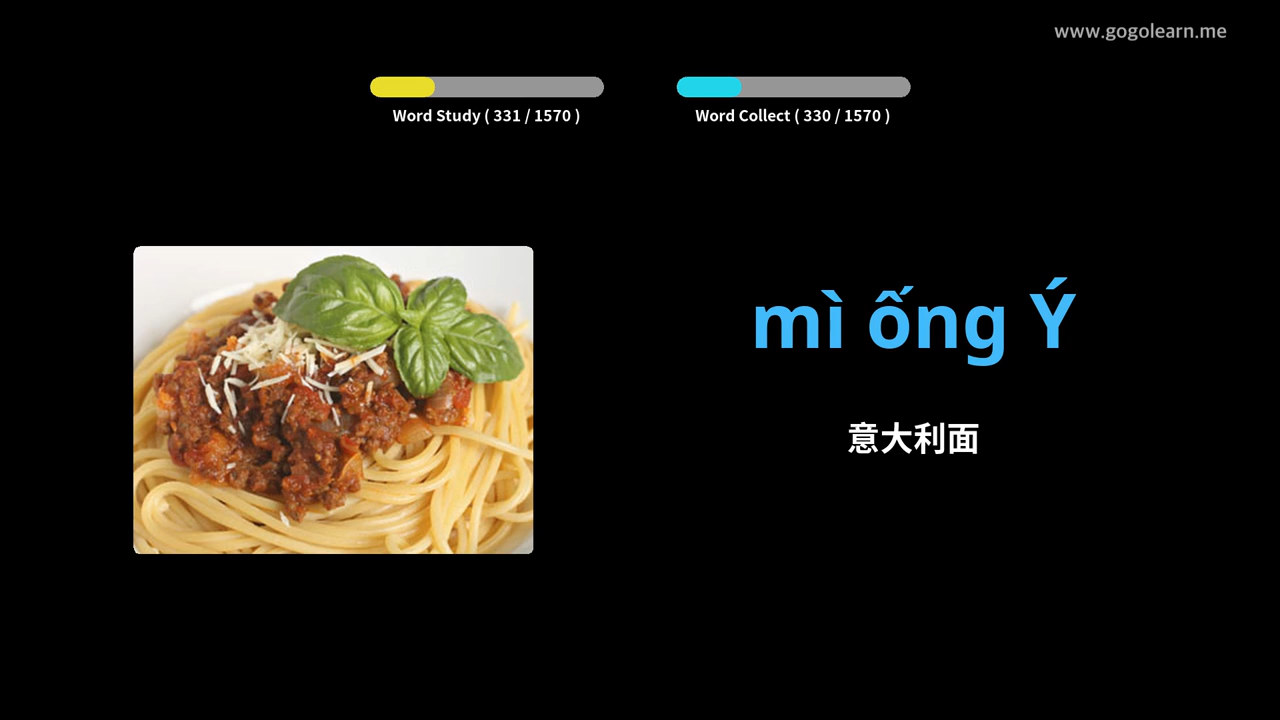 www.gogolearn.me
Word Study ( 331 / 1570 )
Word Collect ( 330 / 1570 )
mì ống Ý
意大利面